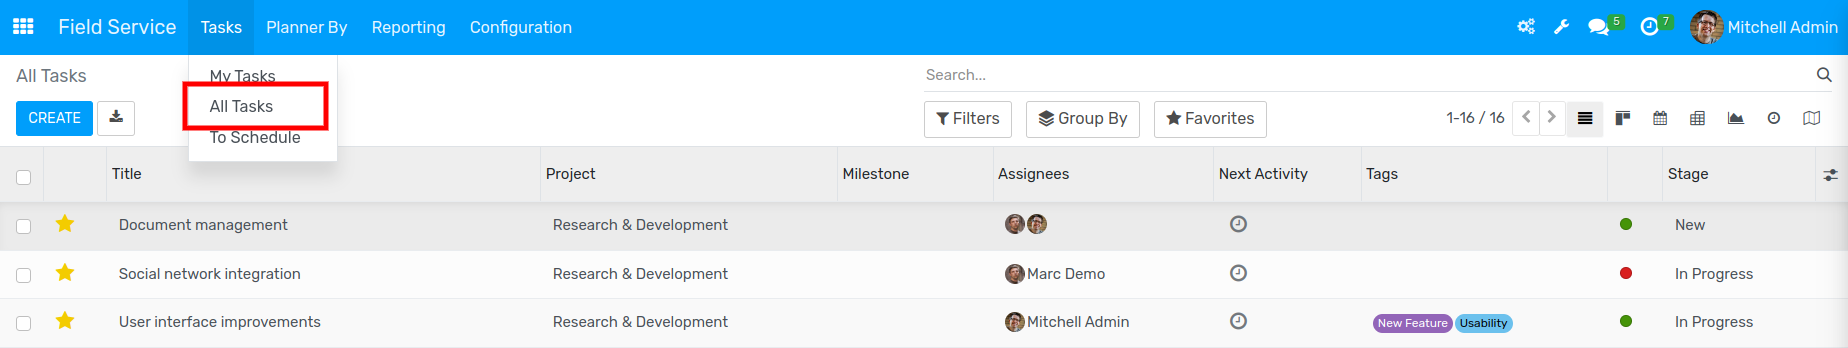 Field Service Tasks Planner By Reporting Configuration 5 7 Mitchell Admin
All Tasks
My Tasks
All Tasks
To Schedule
Search...
CREATE
Filters Group By Favorites 1-16 / 16
Title Project Milestone Assignees Next Activity Tags Stage
Document management Research & Development New
Social network integration Research & Development Marc Demo In Progress
User interface improvements Research & Development Mitchell Admin New Feature Usability In Progress